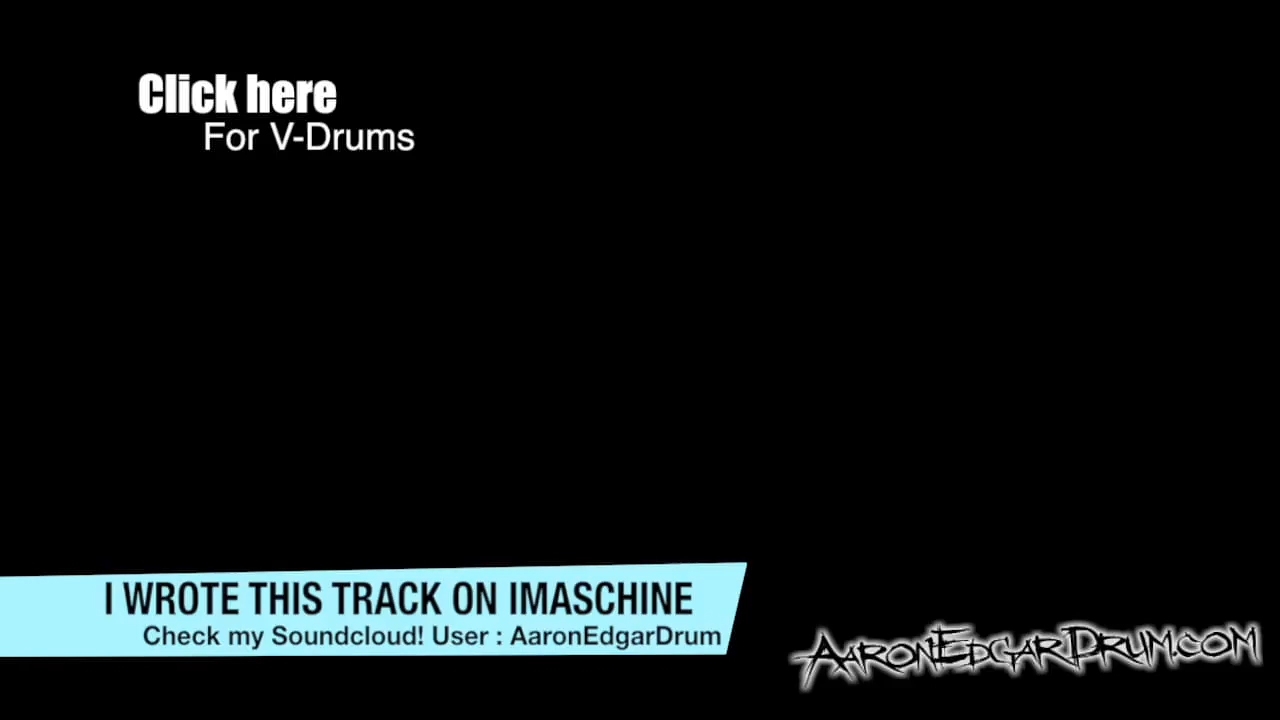 Click here
For V-Drums
I WROTE THIS TRACK ON IMASCHINE
Check my Soundcloud! User : AaronEdgarDrum
AaronEdgarDrum.com